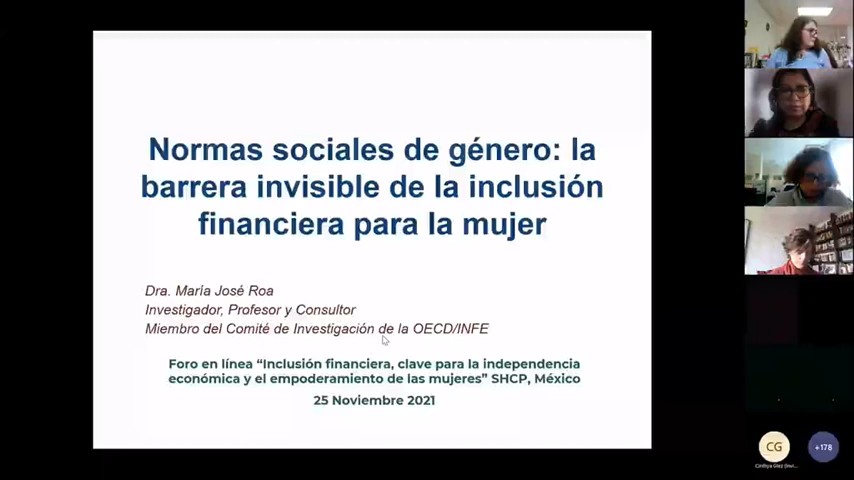 Normas sociales de género: la
barrera invisible de la inclusión
financiera para la mujer
Dra. María José Roa
Investigador, Profesor y Consultor
Miembro del Comité de Investigación de la OECD/INFE
Foro en línea “Inclusión financiera, clave para la independencia
económica y el empoderamiento de las mujeres” SHCP, México
25 Noviembre 2021
CG
+178